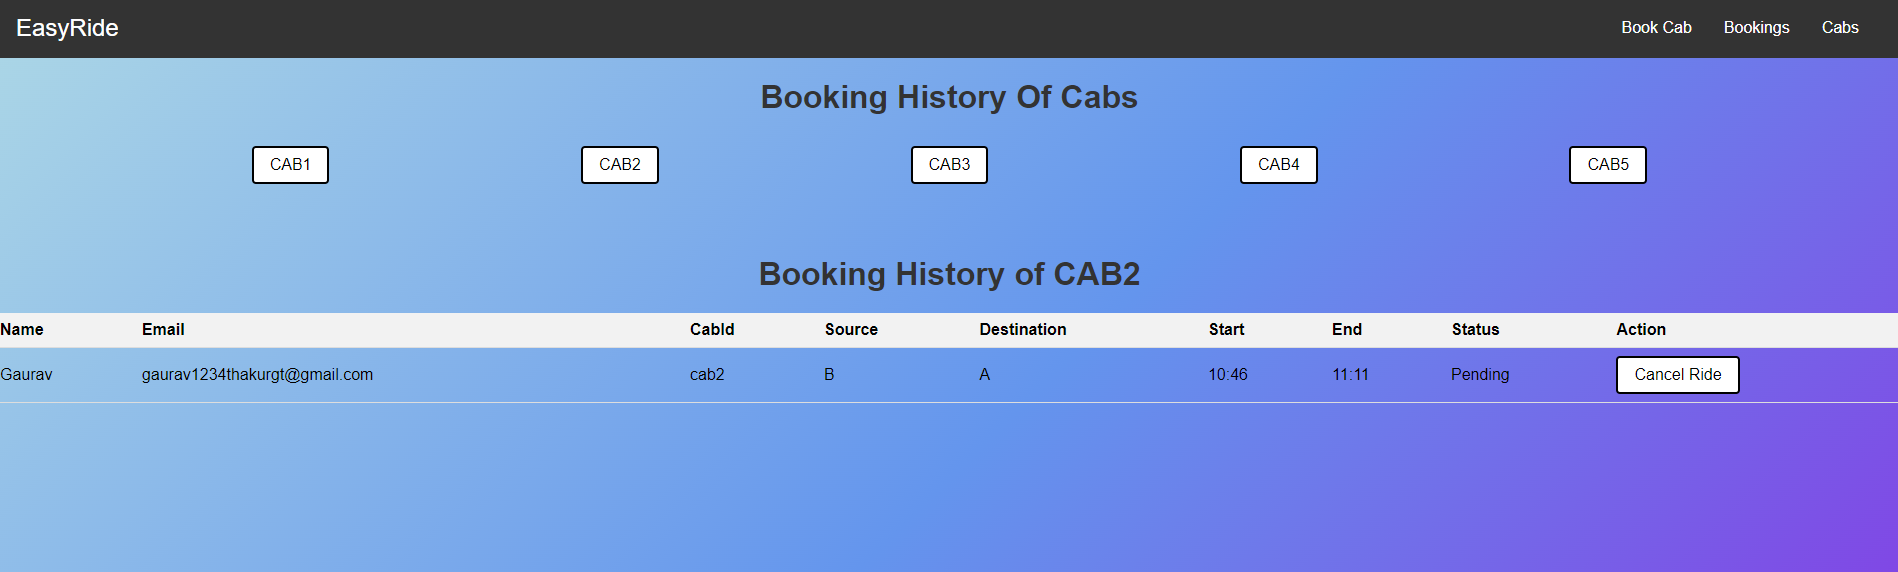 EasyRide Book Cab Bookings Cabs
Booking History Of Cabs
CAB1 CAB2 CAB3 CAB4 CAB5
Booking History of CAB2
Name Email CabId Source Destination Start End Status Action
Gaurav gaurav1234thakurgt@gmail.com cab2 B A 10:46 11:11 Pending Cancel Ride